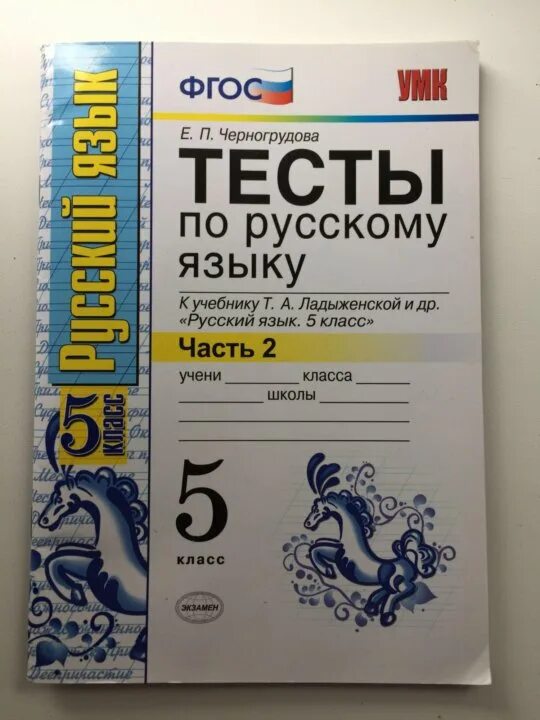 ФГОС
УМК
Е. П. Черногрудова
ТЕСТЫ
по русскому
языку
К учебнику Т. А. Ладыженской и др.
«Русский язык. 5 класс»
Часть 2
учени класса
школы
5
класс
ЭКЗАМЕН
Русский язык
5 класс
Деепричастие